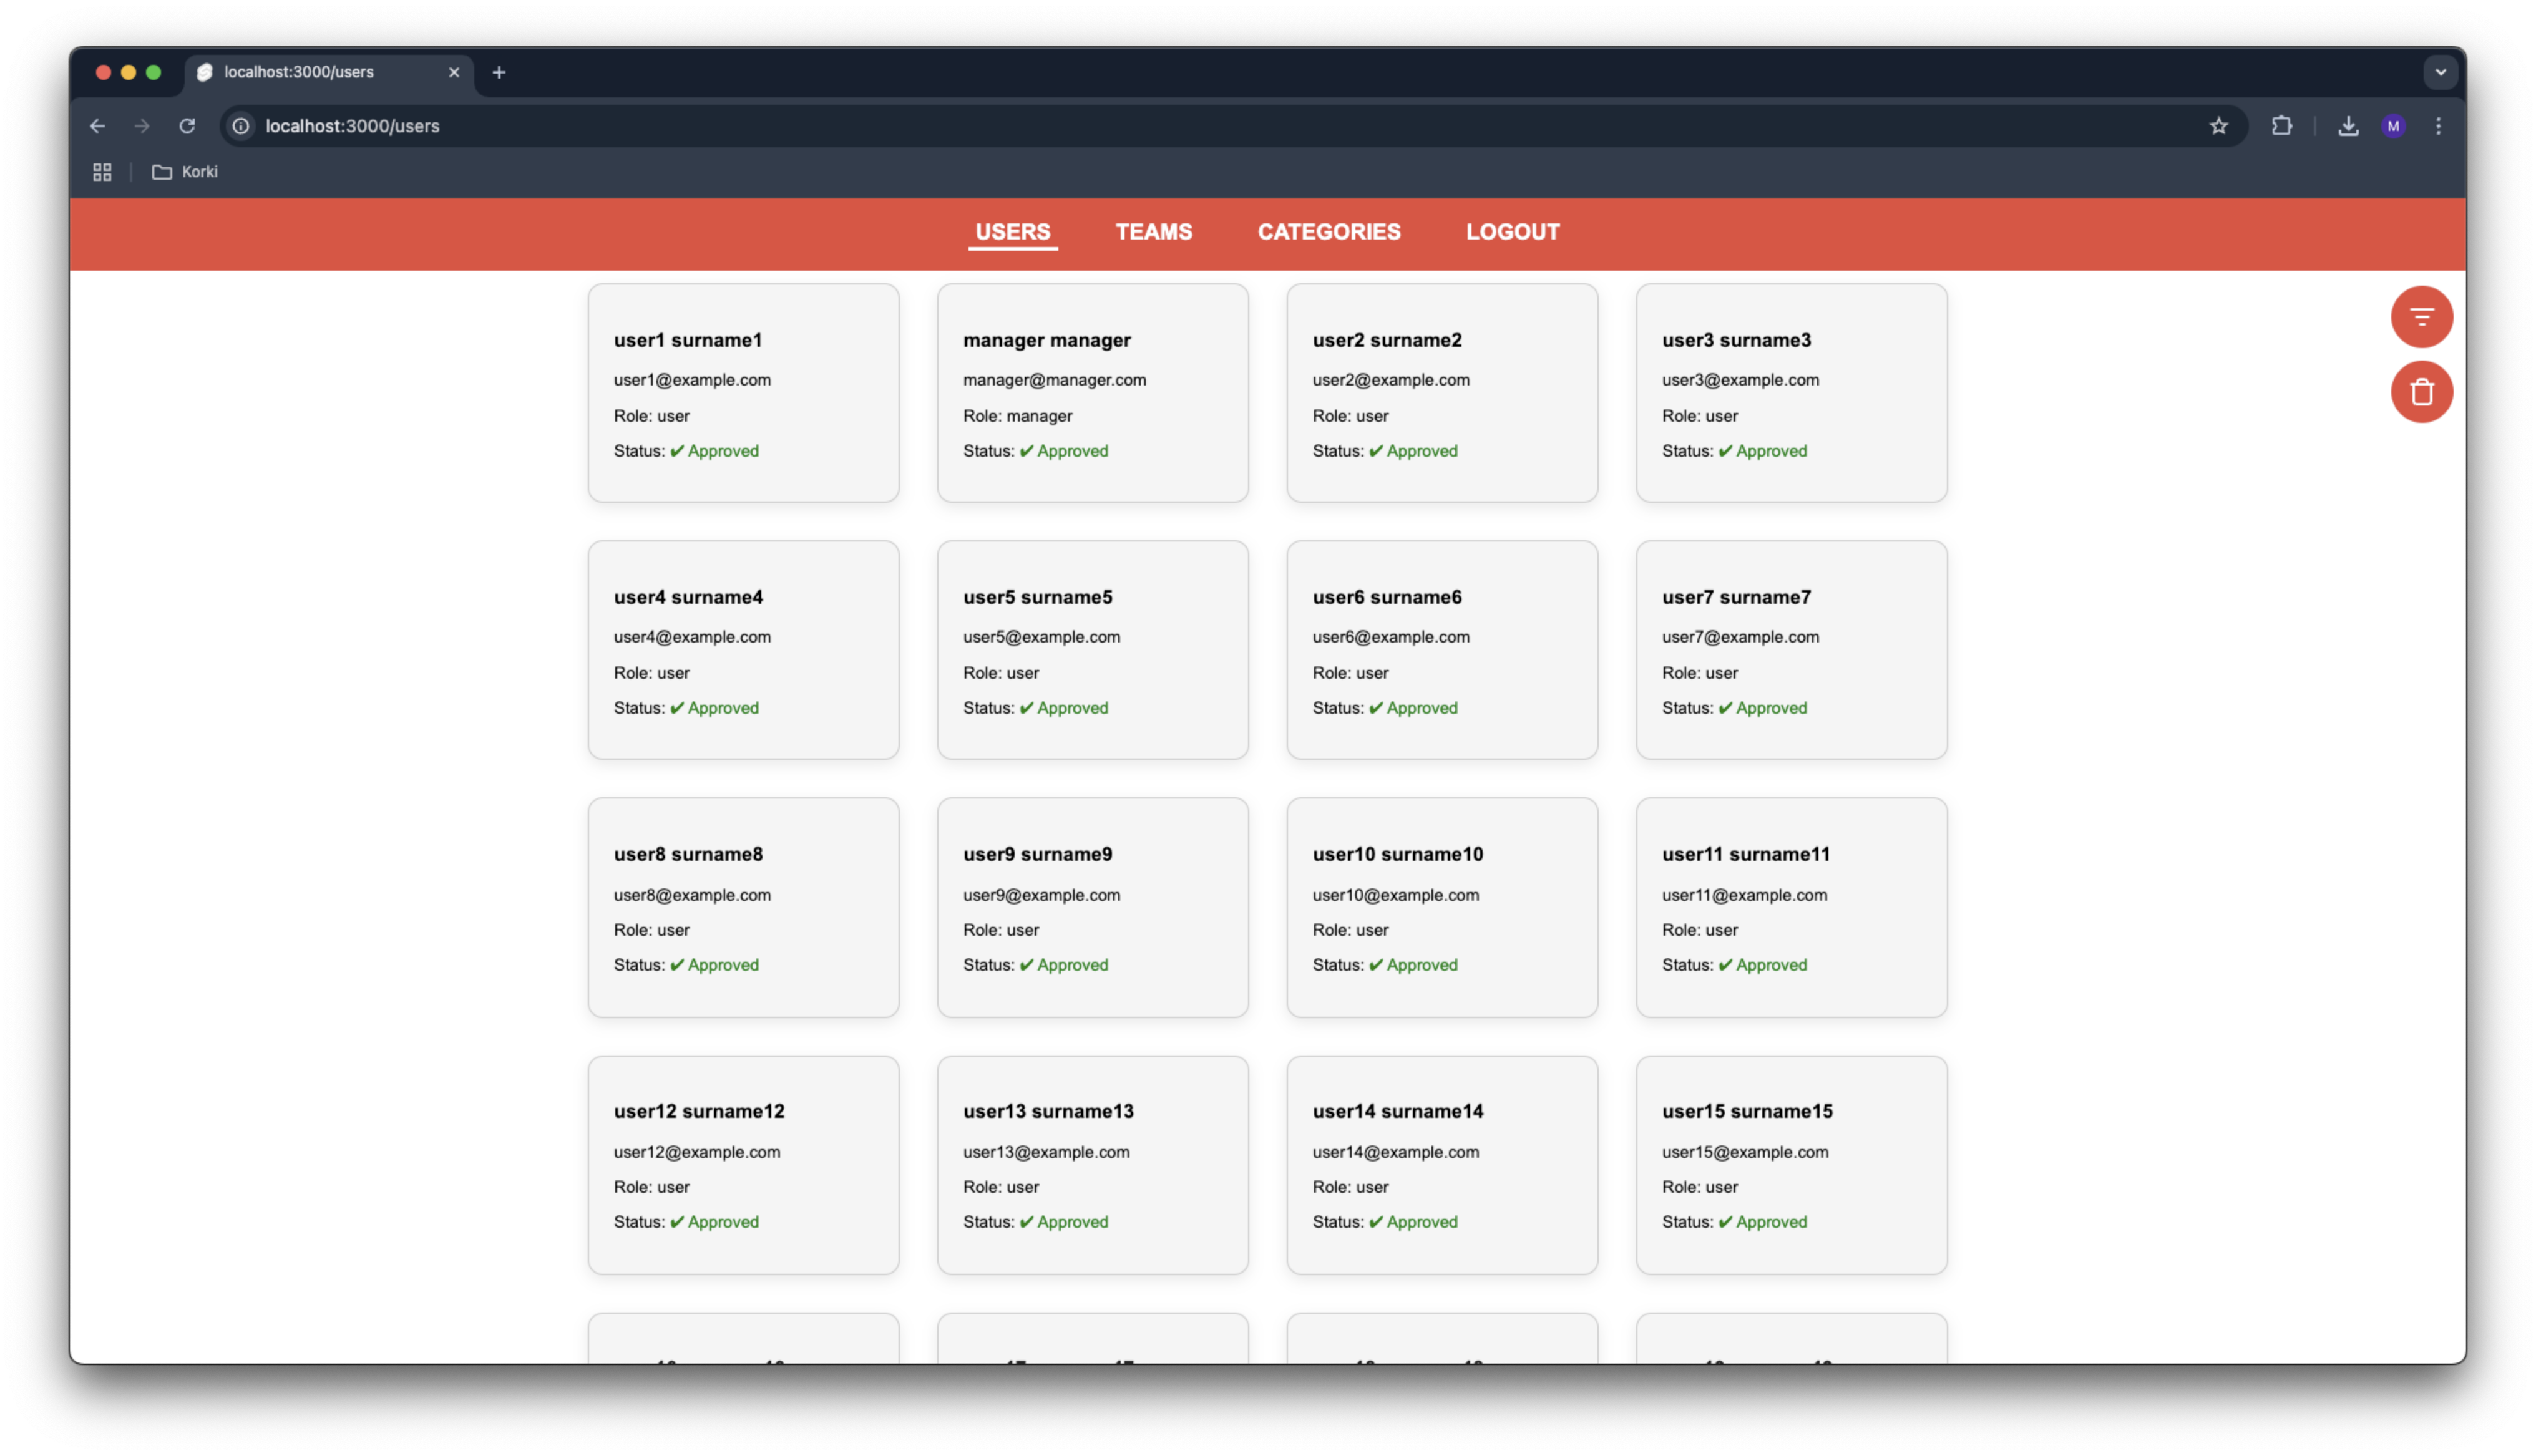 localhost:3000/users
localhost:3000/users
M
Korki
USERS TEAMS CATEGORIES LOGOUT
user1 surname1
user1@example.com
Role: user
Status: ✔ Approved
manager manager
manager@manager.com
Role: manager
Status: ✔ Approved
user2 surname2
user2@example.com
Role: user
Status: ✔ Approved
user3 surname3
user3@example.com
Role: user
Status: ✔ Approved
user4 surname4
user4@example.com
Role: user
Status: ✔ Approved
user5 surname5
user5@example.com
Role: user
Status: ✔ Approved
user6 surname6
user6@example.com
Role: user
Status: ✔ Approved
user7 surname7
user7@example.com
Role: user
Status: ✔ Approved
user8 surname8
user8@example.com
Role: user
Status: ✔ Approved
user9 surname9
user9@example.com
Role: user
Status: ✔ Approved
user10 surname10
user10@example.com
Role: user
Status: ✔ Approved
user11 surname11
user11@example.com
Role: user
Status: ✔ Approved
user12 surname12
user12@example.com
Role: user
Status: ✔ Approved
user13 surname13
user13@example.com
Role: user
Status: ✔ Approved
user14 surname14
user14@example.com
Role: user
Status: ✔ Approved
user15 surname15
user15@example.com
Role: user
Status: ✔ Approved